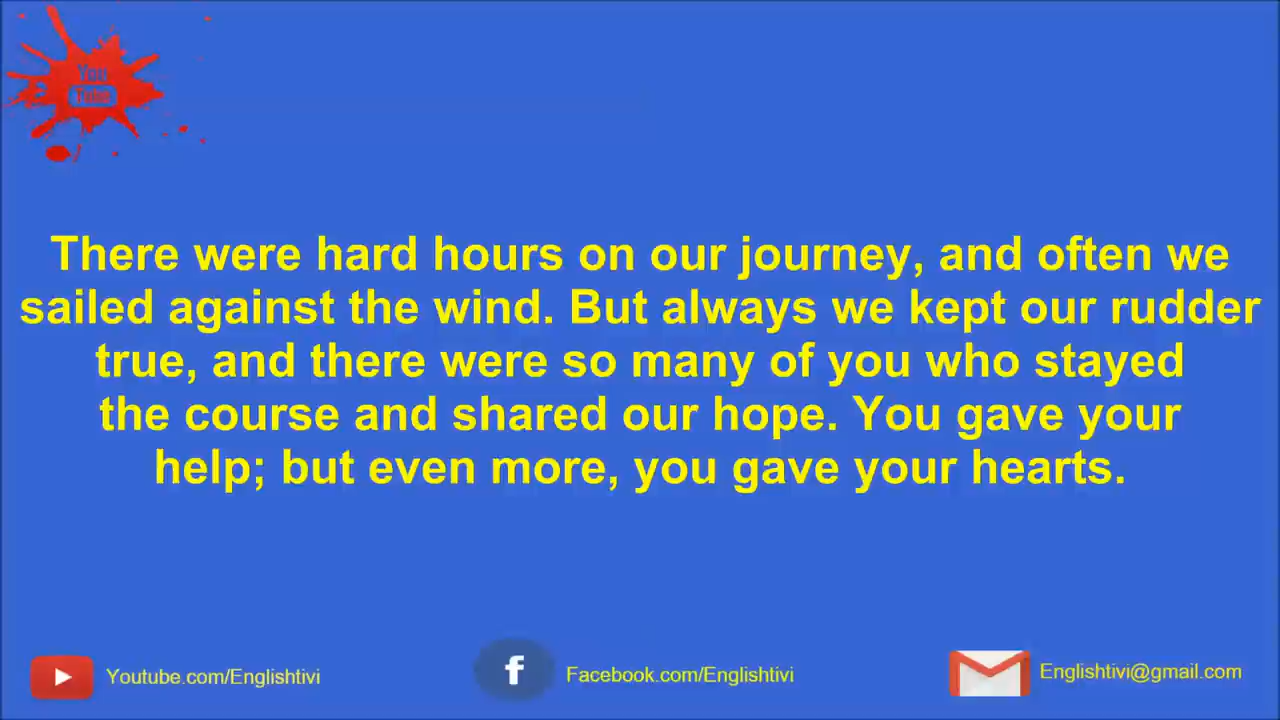 You
Tube
There were hard hours on our journey, and often we
sailed against the wind. But always we kept our rudder
true, and there were so many of you who stayed
the course and shared our hope. You gave your
help; but even more, you gave your hearts.
Youtube.com/Englishtivi
f
Facebook.com/Englishtivi
Englishtivi@gmail.com